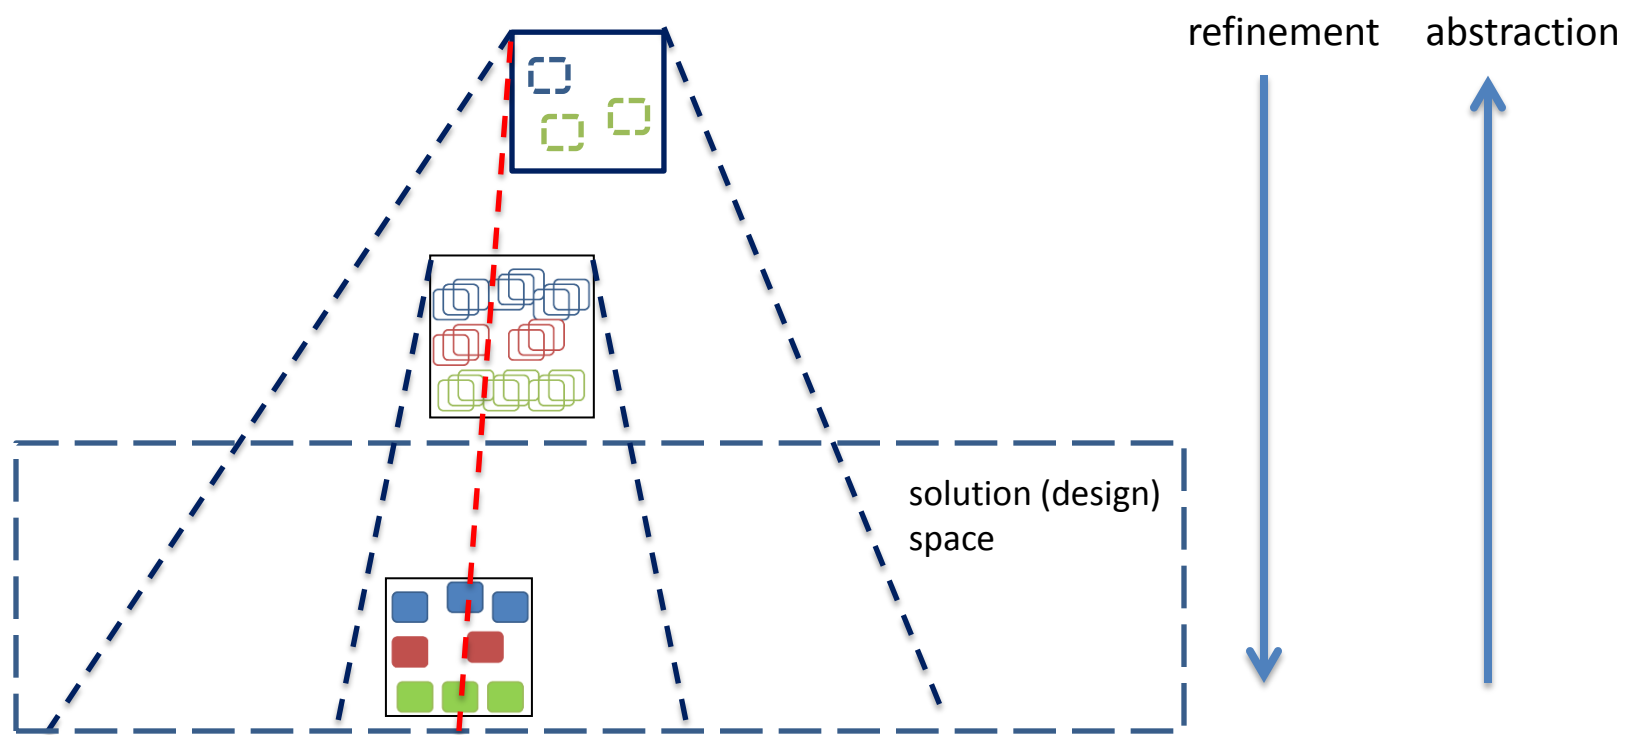 refinement
abstraction
solution (design)
space